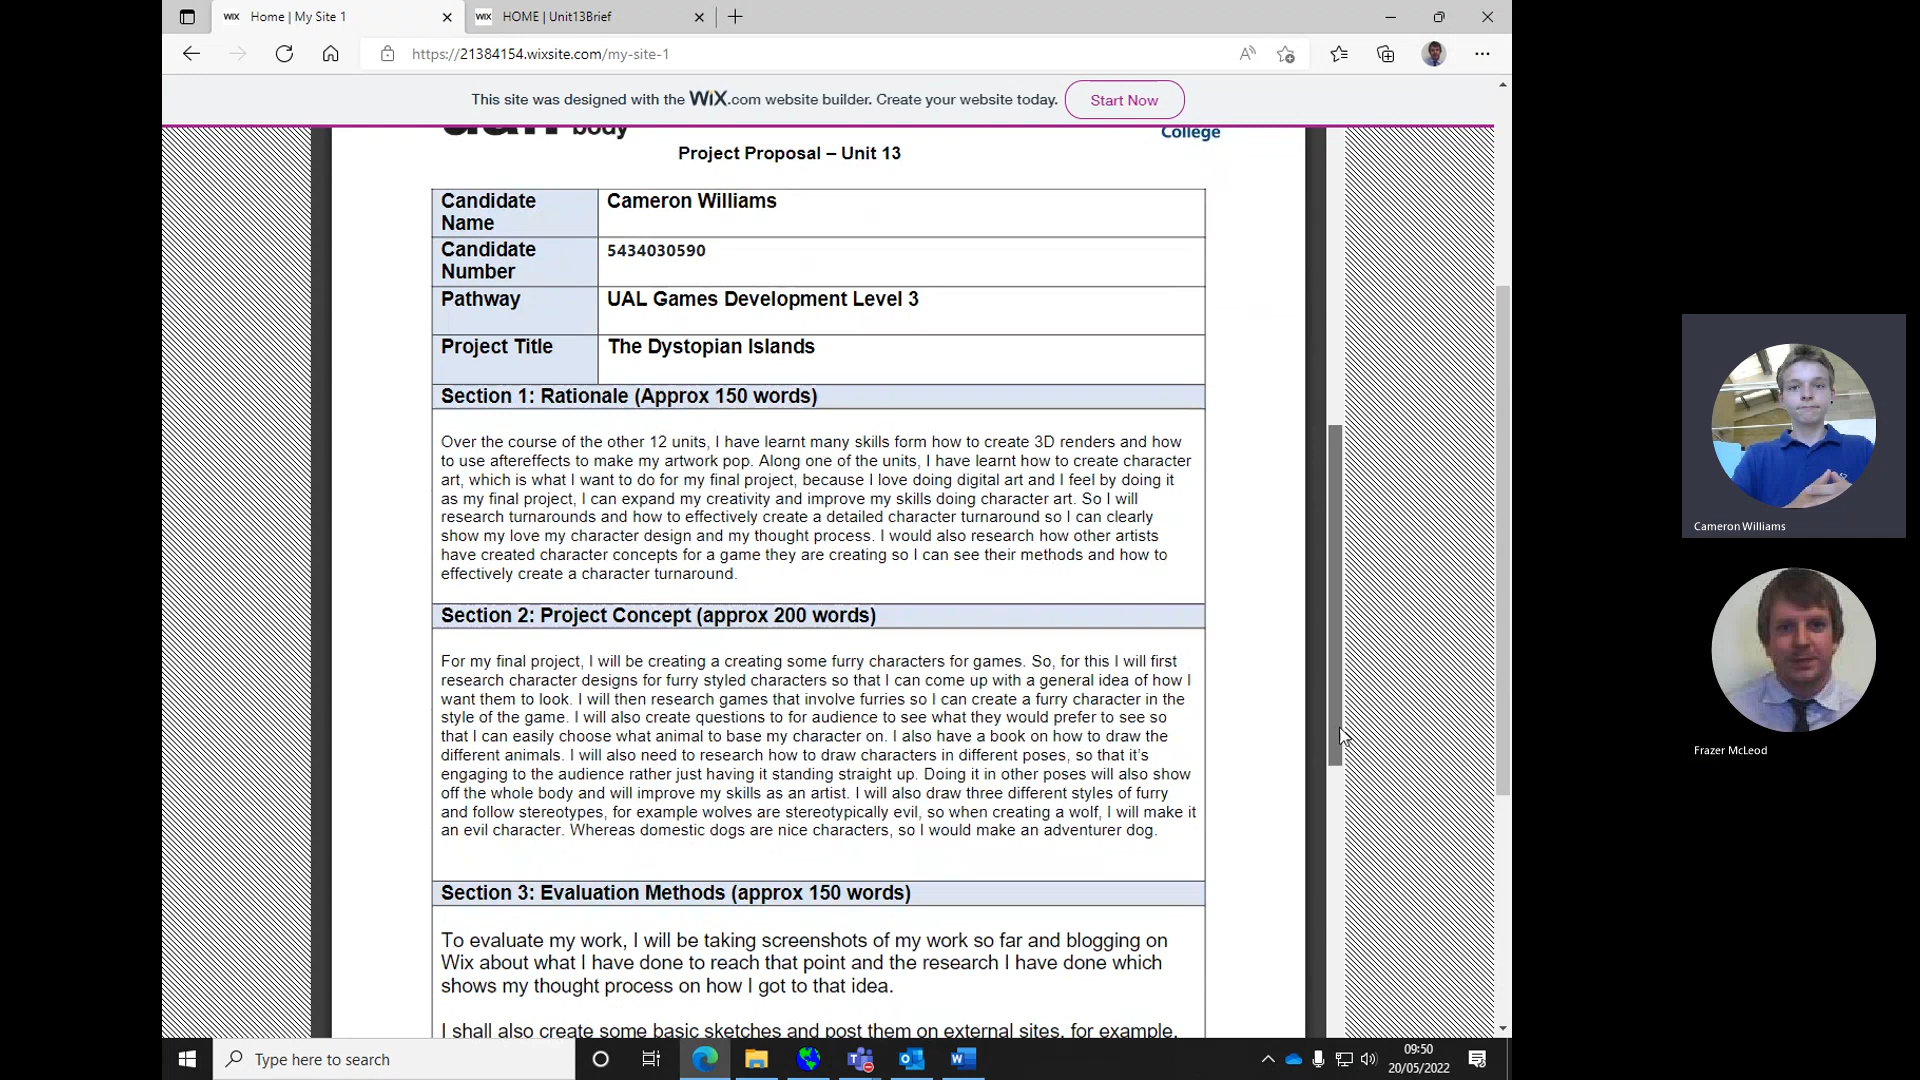 Home | My Site 1
HOME | Unit13Brief
https://21384154.wixsite.com/my-site-1
This site was designed with the WiX.com website builder. Create your website today.
Start Now
body
College
Project Proposal – Unit 13
Candidate Name
Cameron Williams
Candidate Number
5434030590
Pathway
UAL Games Development Level 3
Project Title
The Dystopian Islands
Section 1: Rationale (Approx 150 words)
Over the course of the other 12 units, I have learnt many skills form how to create 3D renders and how
to use aftereffects to make my artwork pop. Along one of the units, I have learnt how to create character
art, which is what I want to do for my final project, because I love doing digital art and I feel by doing it
as my final project, I can expand my creativity and improve my skills doing character art. So I will
research turnarounds and how to effectively create a detailed character turnaround so I can clearly
show my love my character design and my thought process. I would also research how other artists
have created character concepts for a game they are creating so I can see their methods and how to
effectively create a character turnaround.
Section 2: Project Concept (approx 200 words)
For my final project, I will be creating a creating some furry characters for games. So, for this I will first
research character designs for furry styled characters so that I can come up with a general idea of how I
want them to look. I will then research games that involve furries so I can create a furry character in the
style of the game. I will also create questions to for audience to see what they would prefer to see so
that I can easily choose what animal to base my character on. I also have a book on how to draw the
different animals. I will also need to research how to draw characters in different poses, so that it's
engaging to the audience rather just having it standing straight up. Doing it in other poses will also show
off the whole body and will improve my skills as an artist. I will also draw three different styles of furry
and follow stereotypes, for example wolves are stereotypically evil, so when creating a wolf, I will make it
an evil character. Whereas domestic dogs are nice characters, so I would make an adventurer dog.
Section 3: Evaluation Methods (approx 150 words)
To evaluate my work, I will be taking screenshots of my work so far and blogging on
Wix about what I have done to reach that point and the research I have done which
shows my thought process on how I got to that idea.
I shall also create some basic sketches and post them on external sites, for example,
Type here to search
09:50
20/05/2022
Cameron Williams
Frazer McLeod